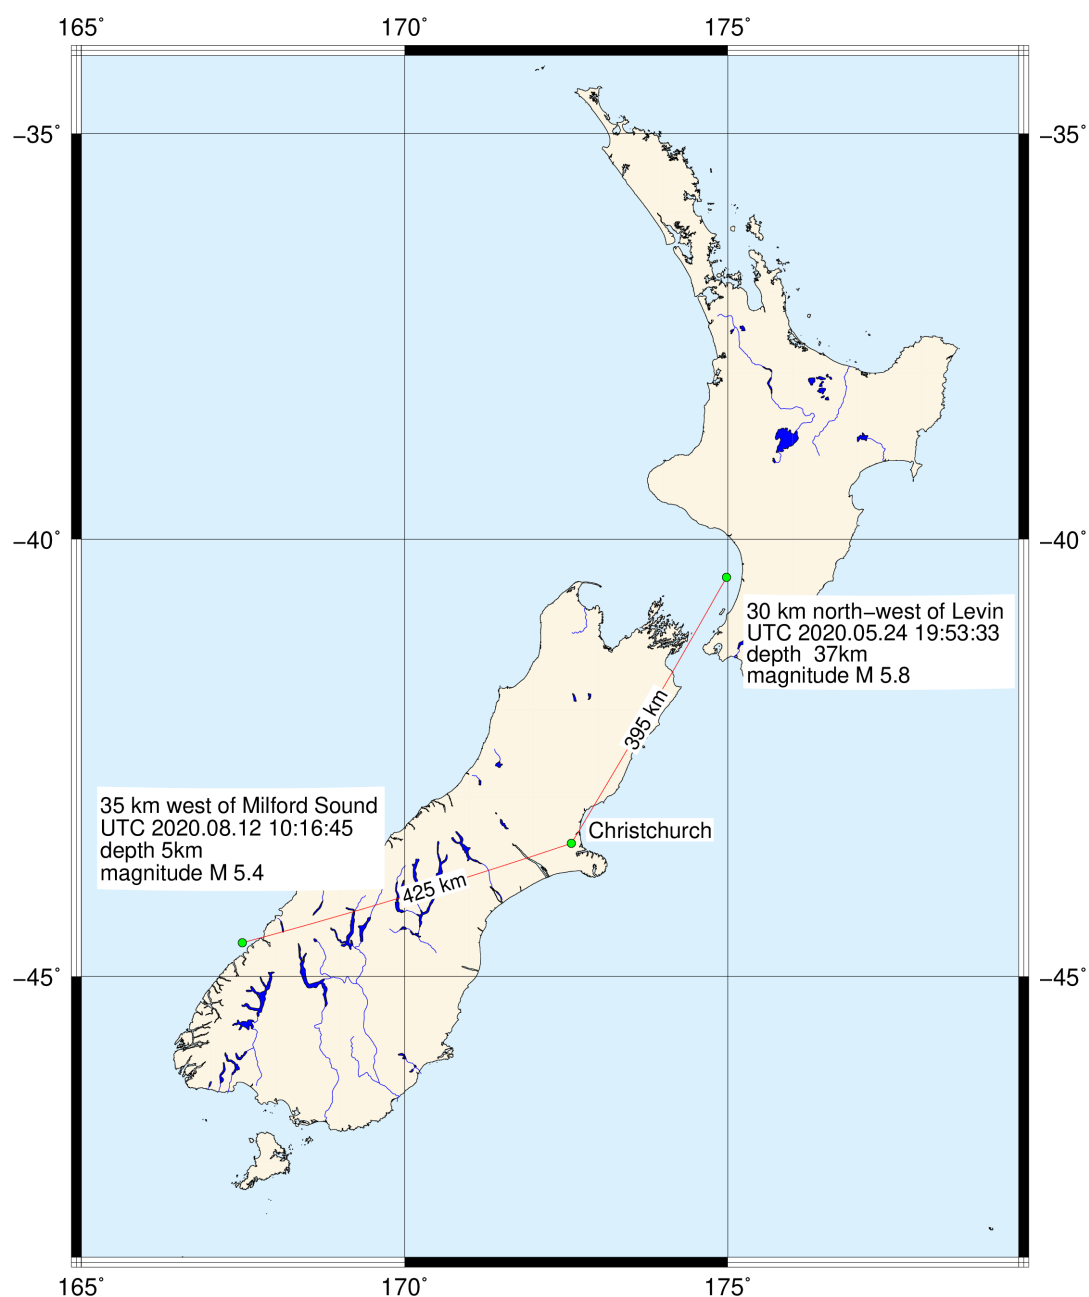 165° 170° 175°
−35° −35°
−40° −40°
30 km north−west of Levin
UTC 2020.05.24 19:53:33
depth  37km
magnitude M 5.8
395 km
35 km west of Milford Sound
UTC 2020.08.12 10:16:45
depth 5km
magnitude M 5.4
Christchurch
425 km
−45° −45°
165° 170° 175°